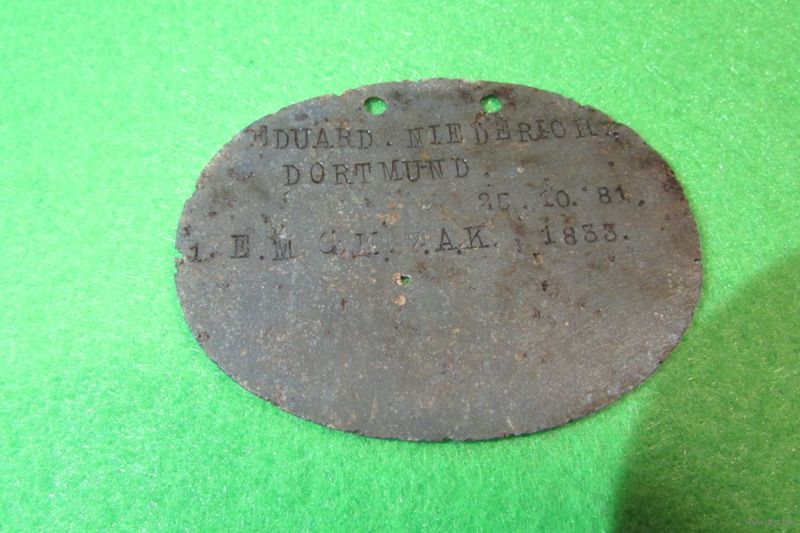 EDUARD. NIEDERICH
DORTMUND.
25.10.81.
1. E.M G.K. 7.A.K. 1833.